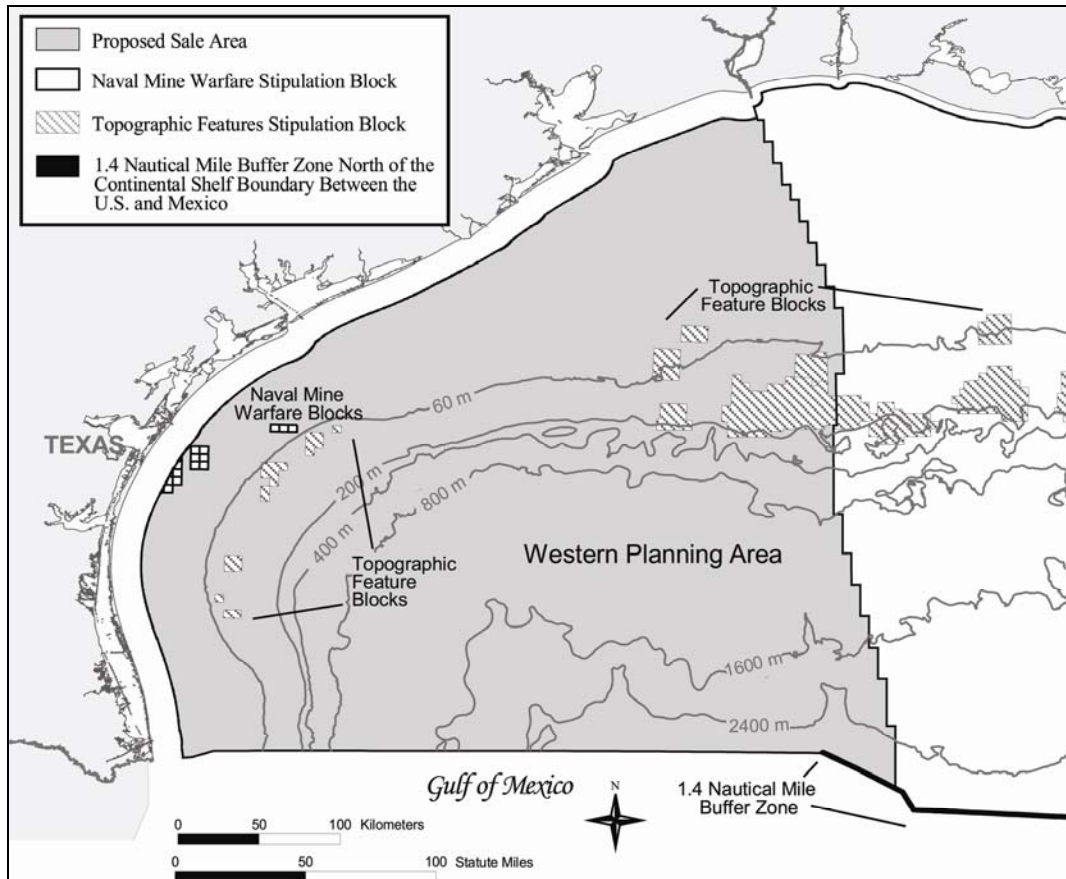 Proposed Sale Area
Naval Mine Warfare Stipulation Block
Topographic Features Stipulation Block
1.4 Nautical Mile Buffer Zone North of the
Continental Shelf Boundary Between the
U.S. and Mexico
Topographic
Feature Blocks
Naval Mine
Warfare Blocks
60 m
TEXAS
200 m
400 m
800 m
Topographic
Feature
Blocks
Western Planning Area
1600 m
2400 m
Gulf of Mexico
N
1.4 Nautical Mile
Buffer Zone
0 50 100 Kilometers
0 50 100 Statute Miles